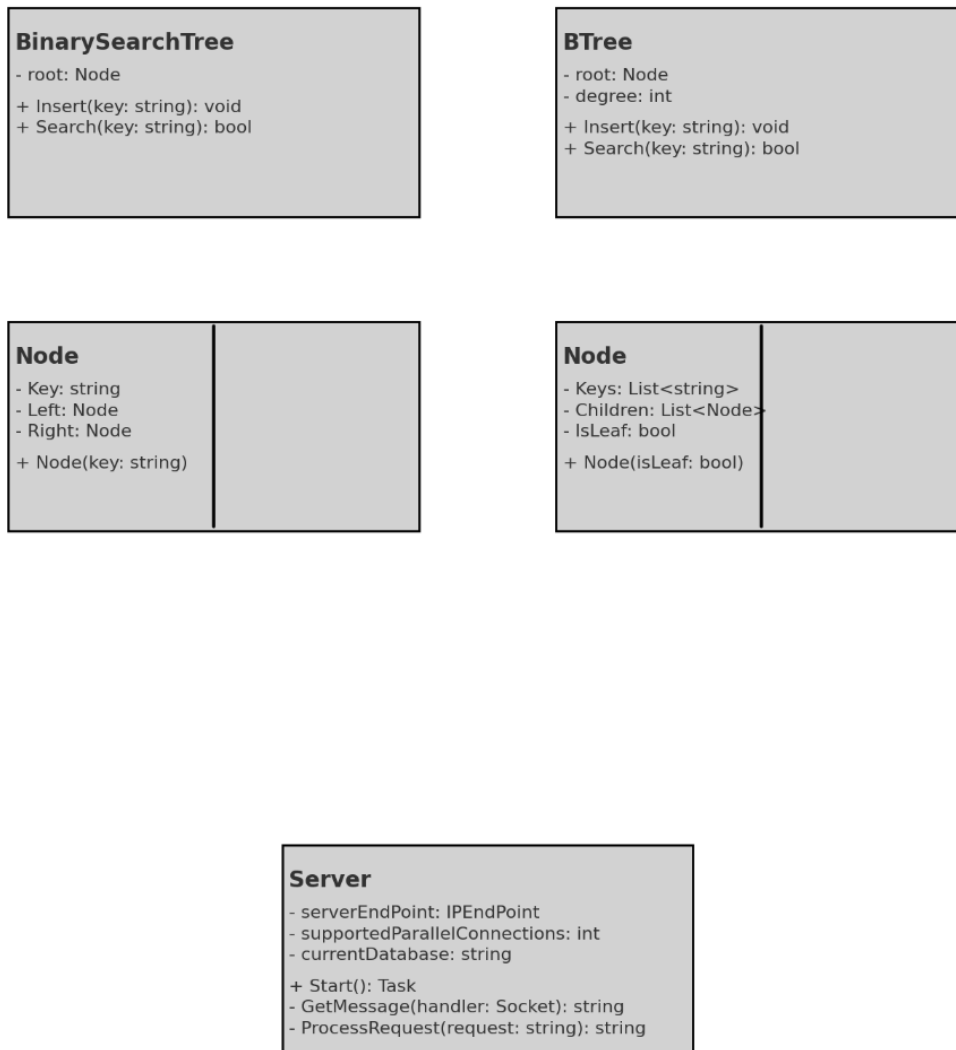 BinarySearchTree
- root: Node
+ Insert(key: string): void
+ Search(key: string): bool
BTree
- root: Node
- degree: int
+ Insert(key: string): void
+ Search(key: string): bool
Node
- Key: string
- Left: Node
- Right: Node
+ Node(key: string)
Node
- Keys: List<string>
- Children: List<Node>
- IsLeaf: bool
+ Node(isLeaf: bool)
Server
- serverEndPoint: IPEndPoint
- supportedParallelConnections: int
- currentDatabase: string
+ Start(): Task
- GetMessage(handler: Socket): string
- ProcessRequest(request: string): string